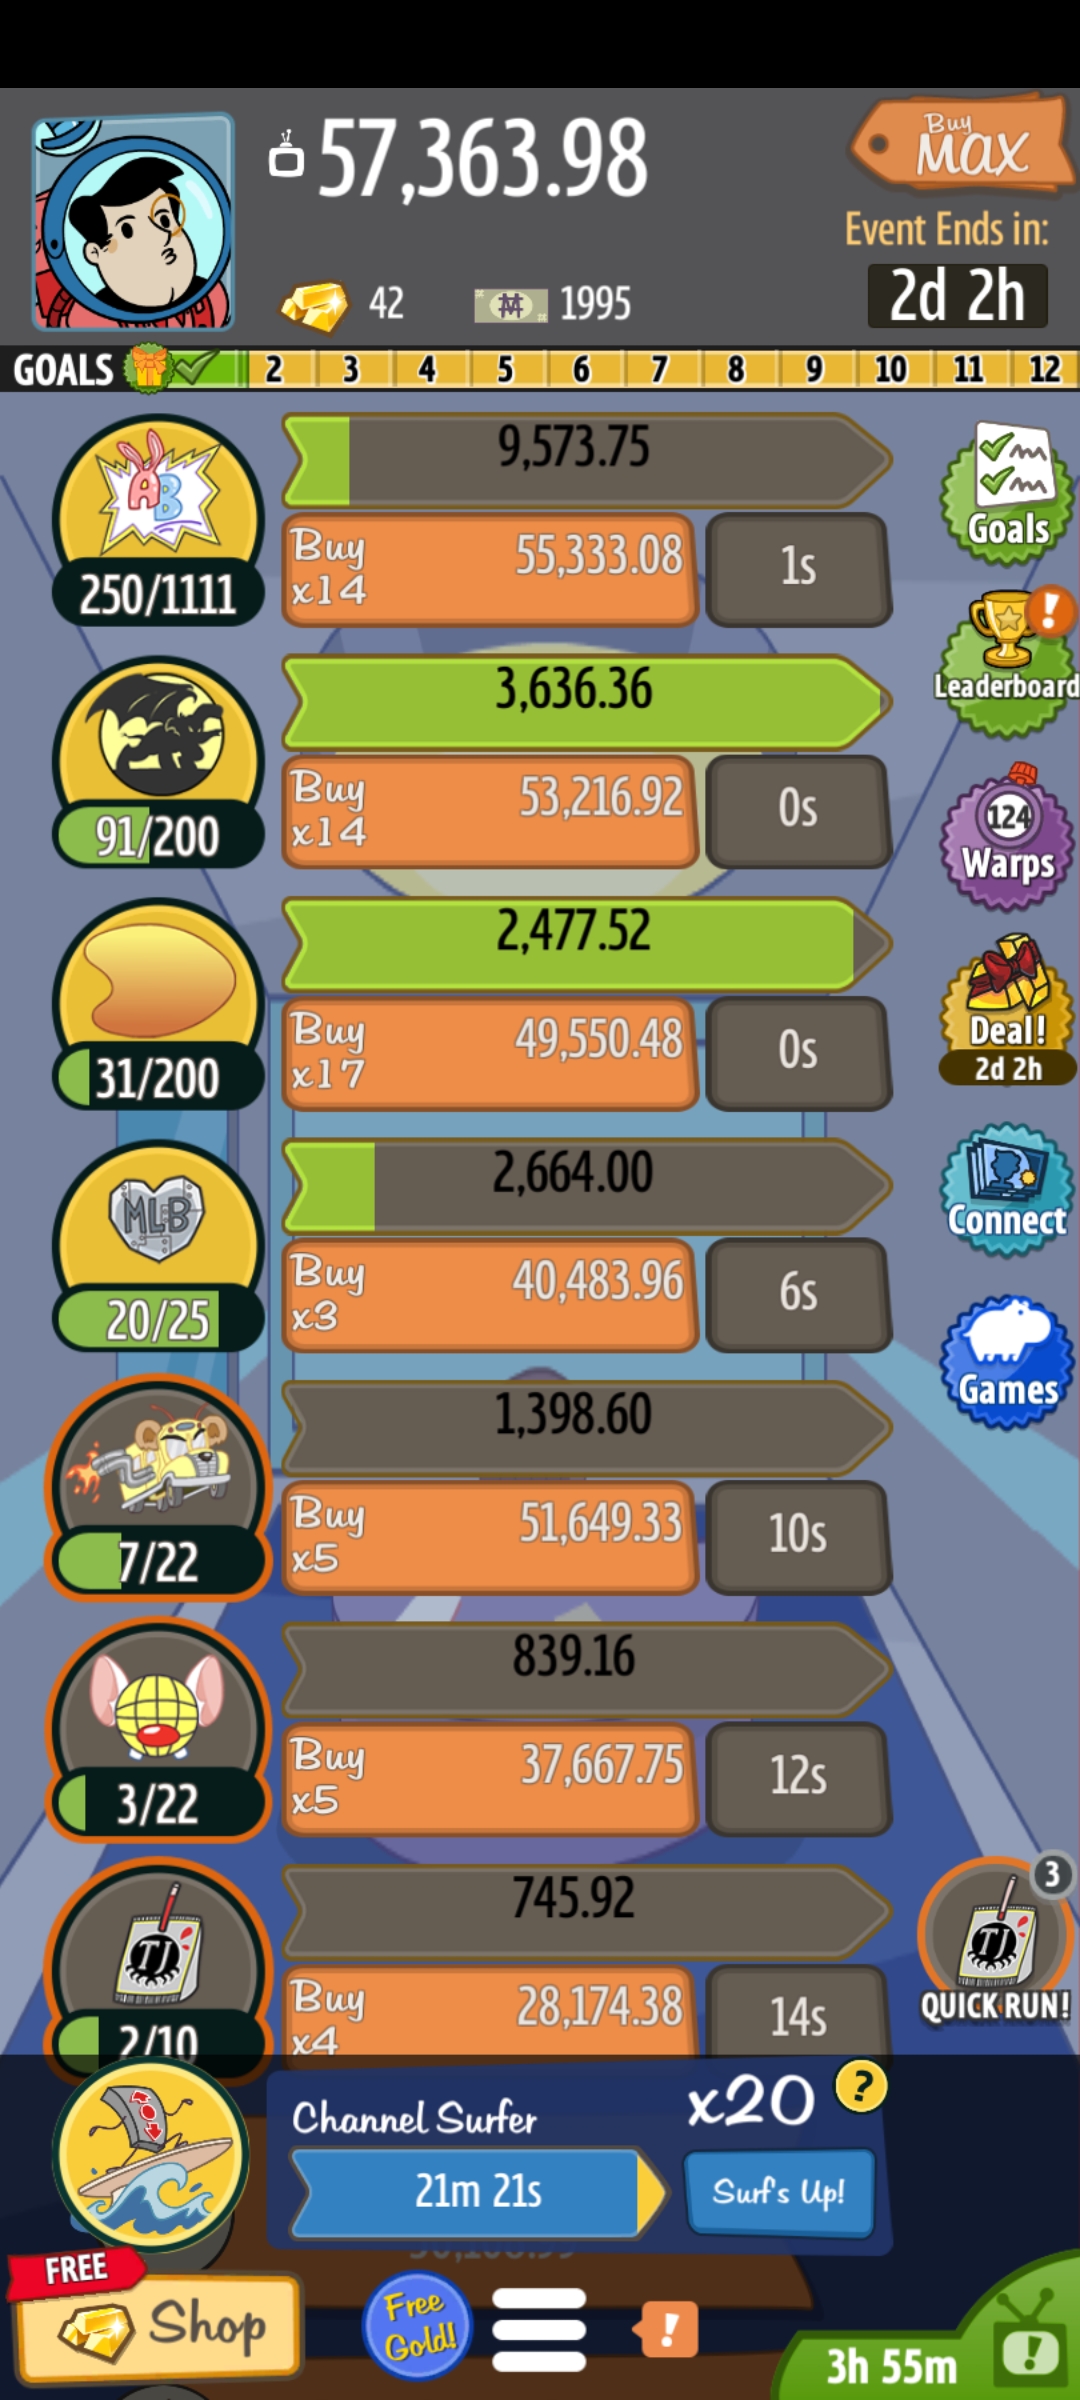 57,363.98
Buy
MAX
Event Ends in:
42
1995
2d 2h
GOALS 2 3 4 5 6 7 8 9 10 11 12
AB
9,573.75
250/1111
Buy
x14
55,333.08
1s
Goals
3,636.36
91/200
Buy
x14
53,216.92
0s
!
Leaderboard
124
Warps
2,477.52
31/200
Buy
x17
49,550.48
0s
Deal!
2d 2h
MLB
2,664.00
20/25
Buy
x3
40,483.96
6s
Connect
Games
1,398.60
7/22
Buy
x5
51,649.33
10s
839.16
3/22
Buy
x5
37,667.75
12s
TJ
745.92
2/10
Buy
x4
28,174.38
14s
3
TJ
QUICK RUN!
Channel Surfer
x20
?
21m 21s
Surf's Up!
FREE
Shop
Free
Gold!
!
3h 55m
!